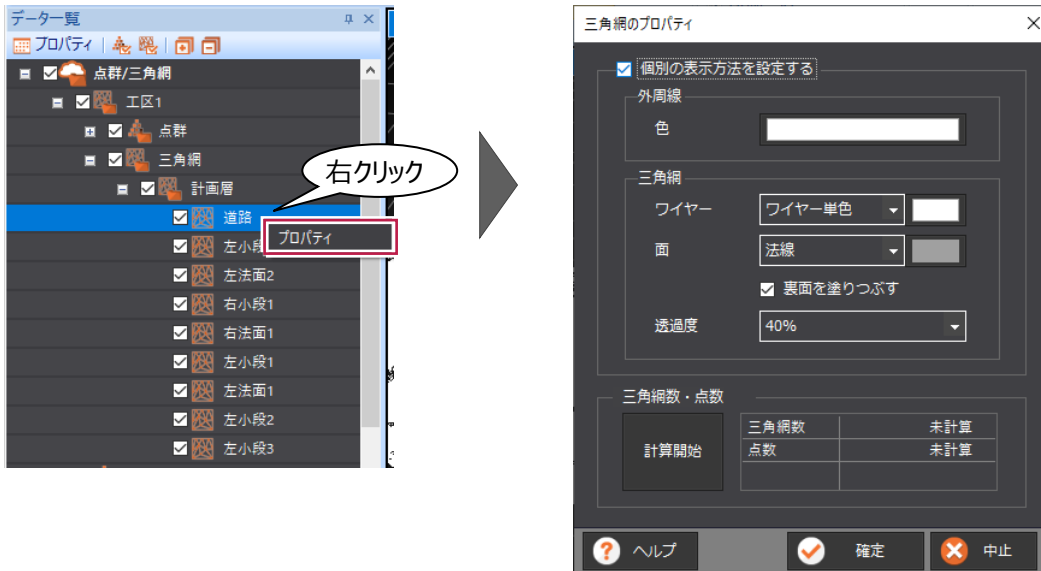 データ一覧
プロパティ
点群/三角網
工区1
点群
三角網
計画層
道路
左小段
左法面2
右小段1
右法面1
左小段1
左法面1
左小段2
左小段3
右クリック
プロパティ
三角網のプロパティ
個別の表示方法を設定する
外周線
色
三角網
ワイヤー ワイヤー単色
面 法線
裏面を塗りつぶす
透過度 40%
三角網数・点数
計算開始
三角網数 未計算
点数 未計算
ヘルプ 確定 中止